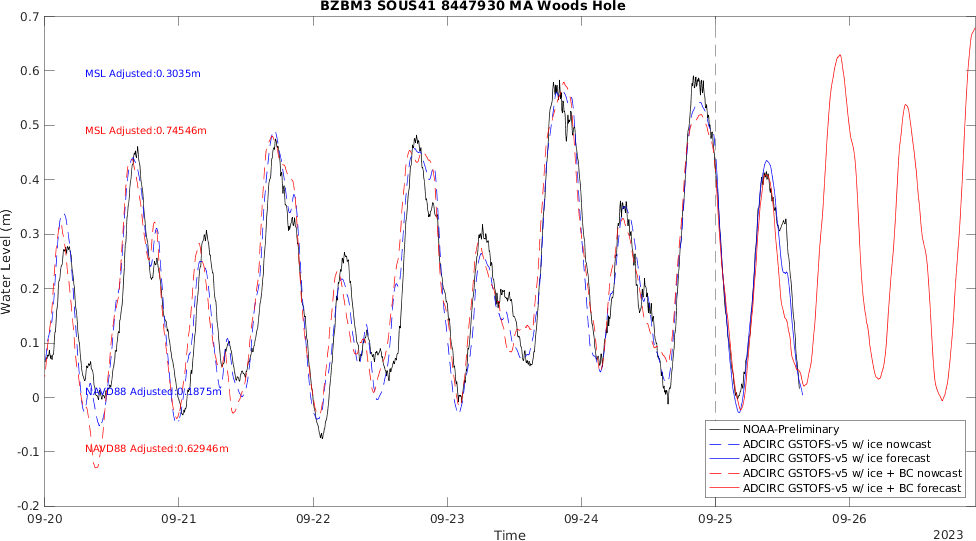 BZBM3 SOUS41 8447930 MA Woods Hole
0.7
0.6
0.5
0.4
0.3
0.2
0.1
0
-0.1
-0.2
Water Level (m)
MSL Adjusted:0.3035m
MSL Adjusted:0.74546m
NAVD88 Adjusted:0.1875m
NAVD88 Adjusted:0.62946m
NOAA-Preliminary
ADCIRC GSTOFS-v5 w/ ice nowcast
ADCIRC GSTOFS-v5 w/ ice forecast
ADCIRC GSTOFS-v5 w/ ice + BC nowcast
ADCIRC GSTOFS-v5 w/ ice + BC forecast
09-20 09-21 09-22 09-23 09-24 09-25 09-26
Time
2023